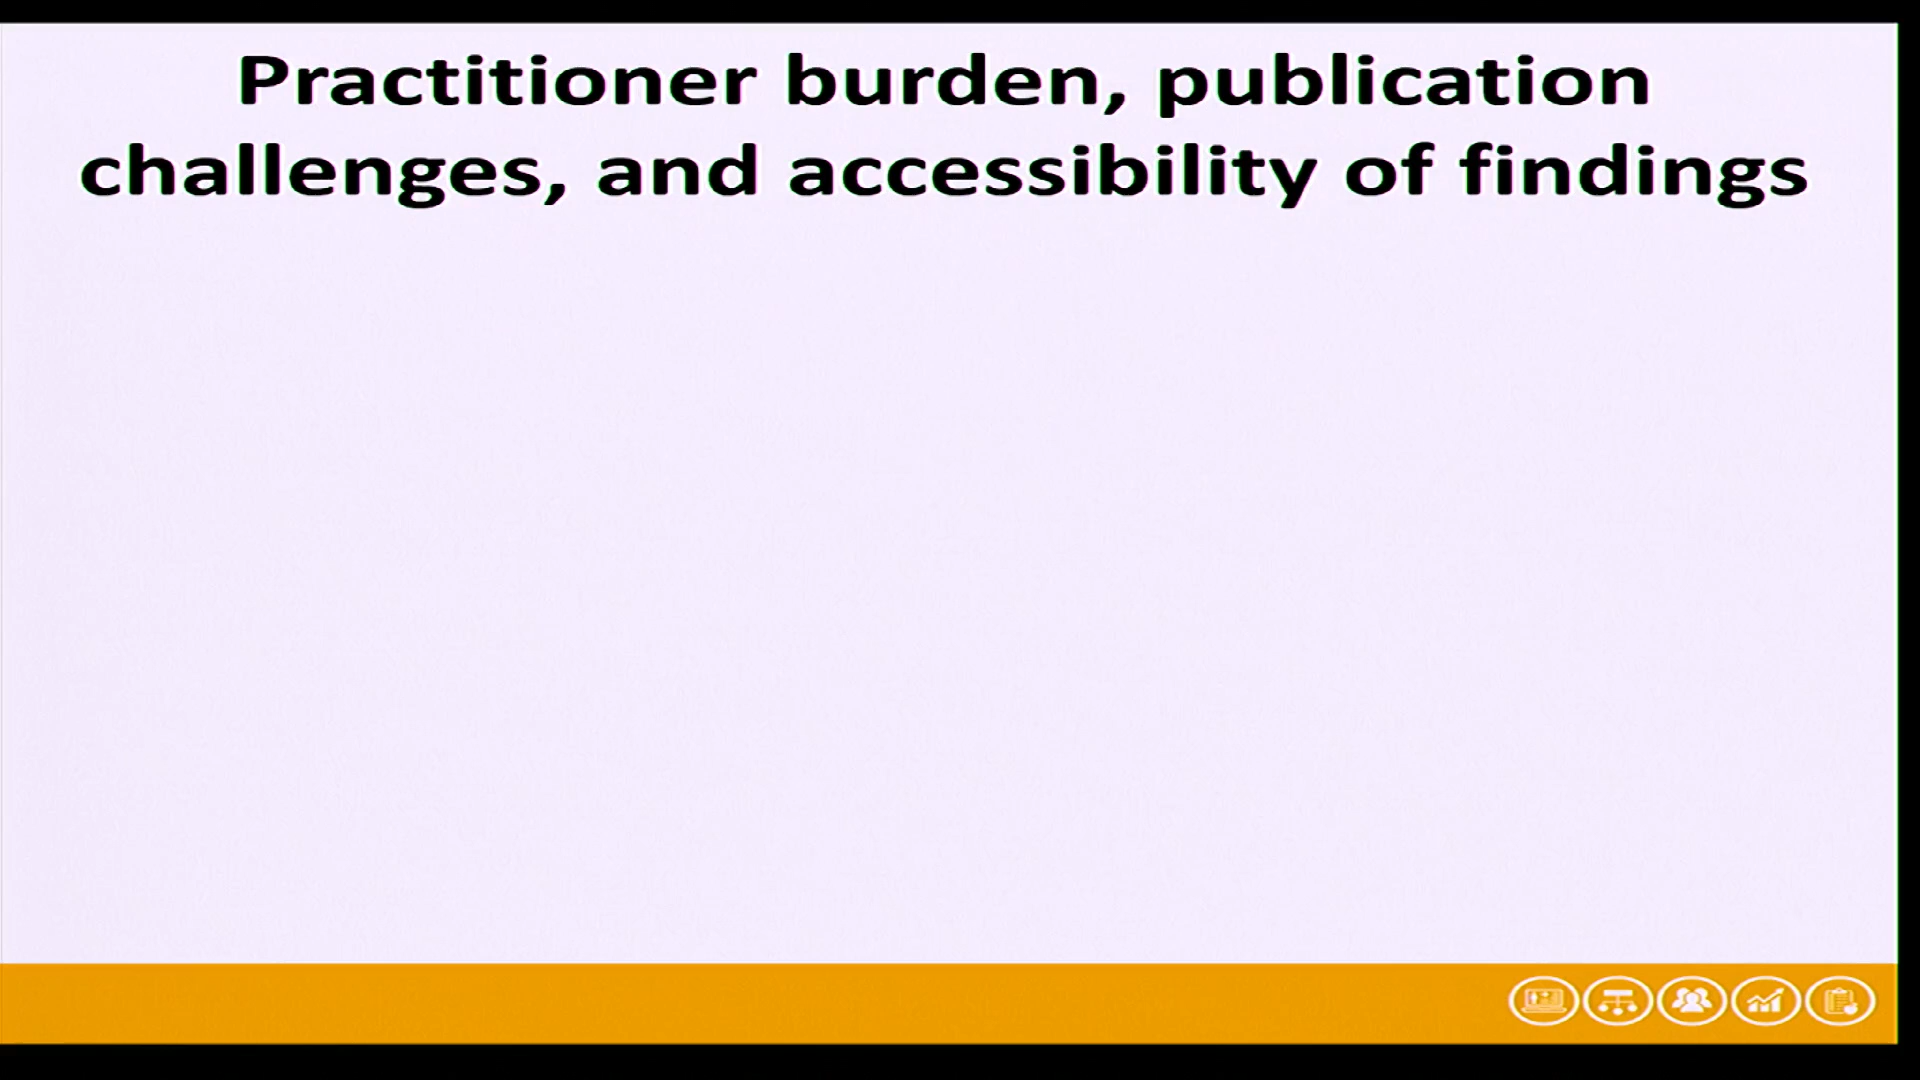 Practitioner burden, publication
challenges, and accessibility of findings